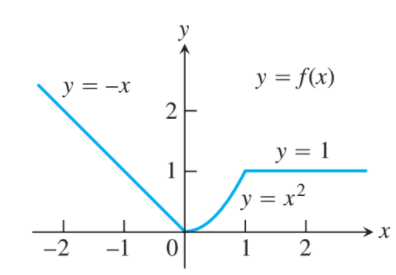 y
y = –x
y = f(x)
2
y = 1
1
y = x²
x
–2
–1
0
1
2